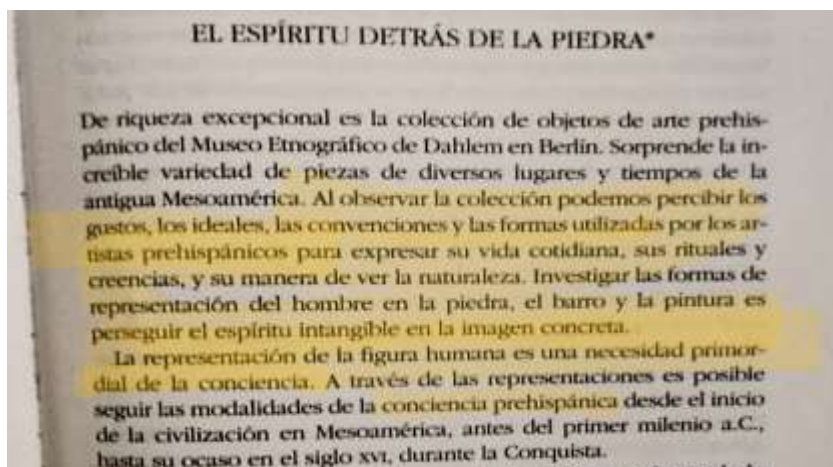 EL ESPÍRITU DETRÁS DE LA PIEDRA*
De riqueza excepcional es la colección de objetos de arte prehis-
pánico del Museo Etnográfico de Dahlem en Berlín. Sorprende la in-
creíble variedad de piezas de diversos lugares y tiempos de la
antigua Mesoamérica. Al observar la colección podemos percibir los
gustos, los ideales, las convenciones y las formas utilizadas por los ar-
tistas prehispánicos para expresar su vida cotidiana, sus rituales y
creencias, y su manera de ver la naturaleza. Investigar las formas de
representación del hombre en la piedra, el barro y la pintura es
perseguir el espíritu intangible en la imagen concreta.
La representación de la figura humana es una necesidad primor-
dial de la conciencia. A través de las representaciones es posible
seguir las modalidades de la conciencia prehispánica desde el inicio
de la civilización en Mesoamérica, antes del primer milenio a.C.,
hasta su ocaso en el siglo XVI, durante la Conquista.